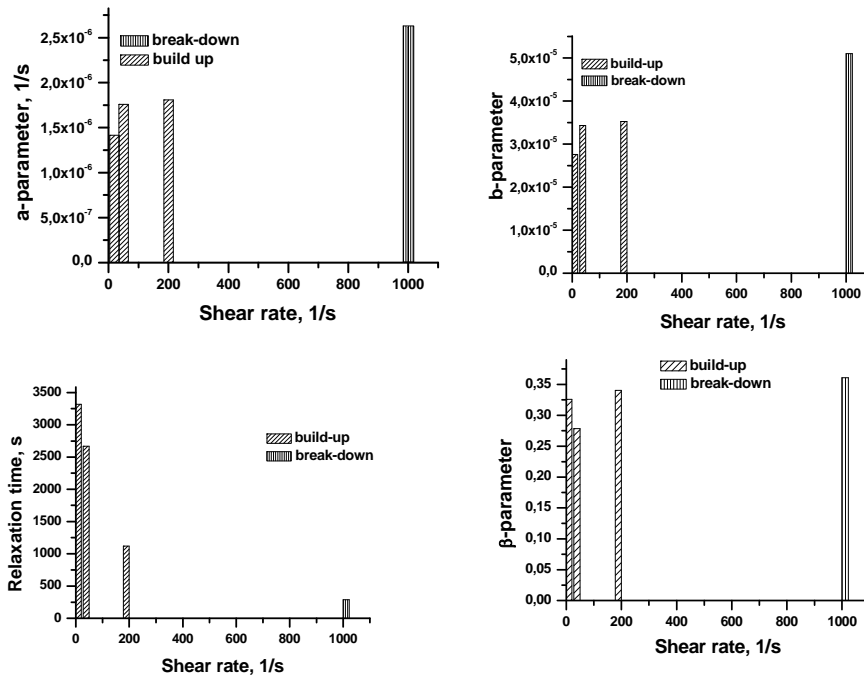 a-parameter, 1/s
2,5x10⁻⁶
2,0x10⁻⁶
1,5x10⁻⁶
1,0x10⁻⁶
5,0x10⁻⁷
0,0
break-down
build up
0 200 400 600 800 1000
Shear rate, 1/s
b-parameter
5,0x10⁻⁵
4,0x10⁻⁵
3,0x10⁻⁵
2,0x10⁻⁵
1,0x10⁻⁵
0,0
build-up
break-down
0 200 400 600 800 1000
Shear rate, 1/s
Relaxation time, s
3500
3000
2500
2000
1500
1000
500
0
build-up
break-down
0 200 400 600 800 1000
Shear rate, 1/s
β-parameter
0,35
0,30
0,25
0,20
0,15
0,10
0,05
0,00
build-up
break-down
0 200 400 600 800 1000
Shear rate, 1/s